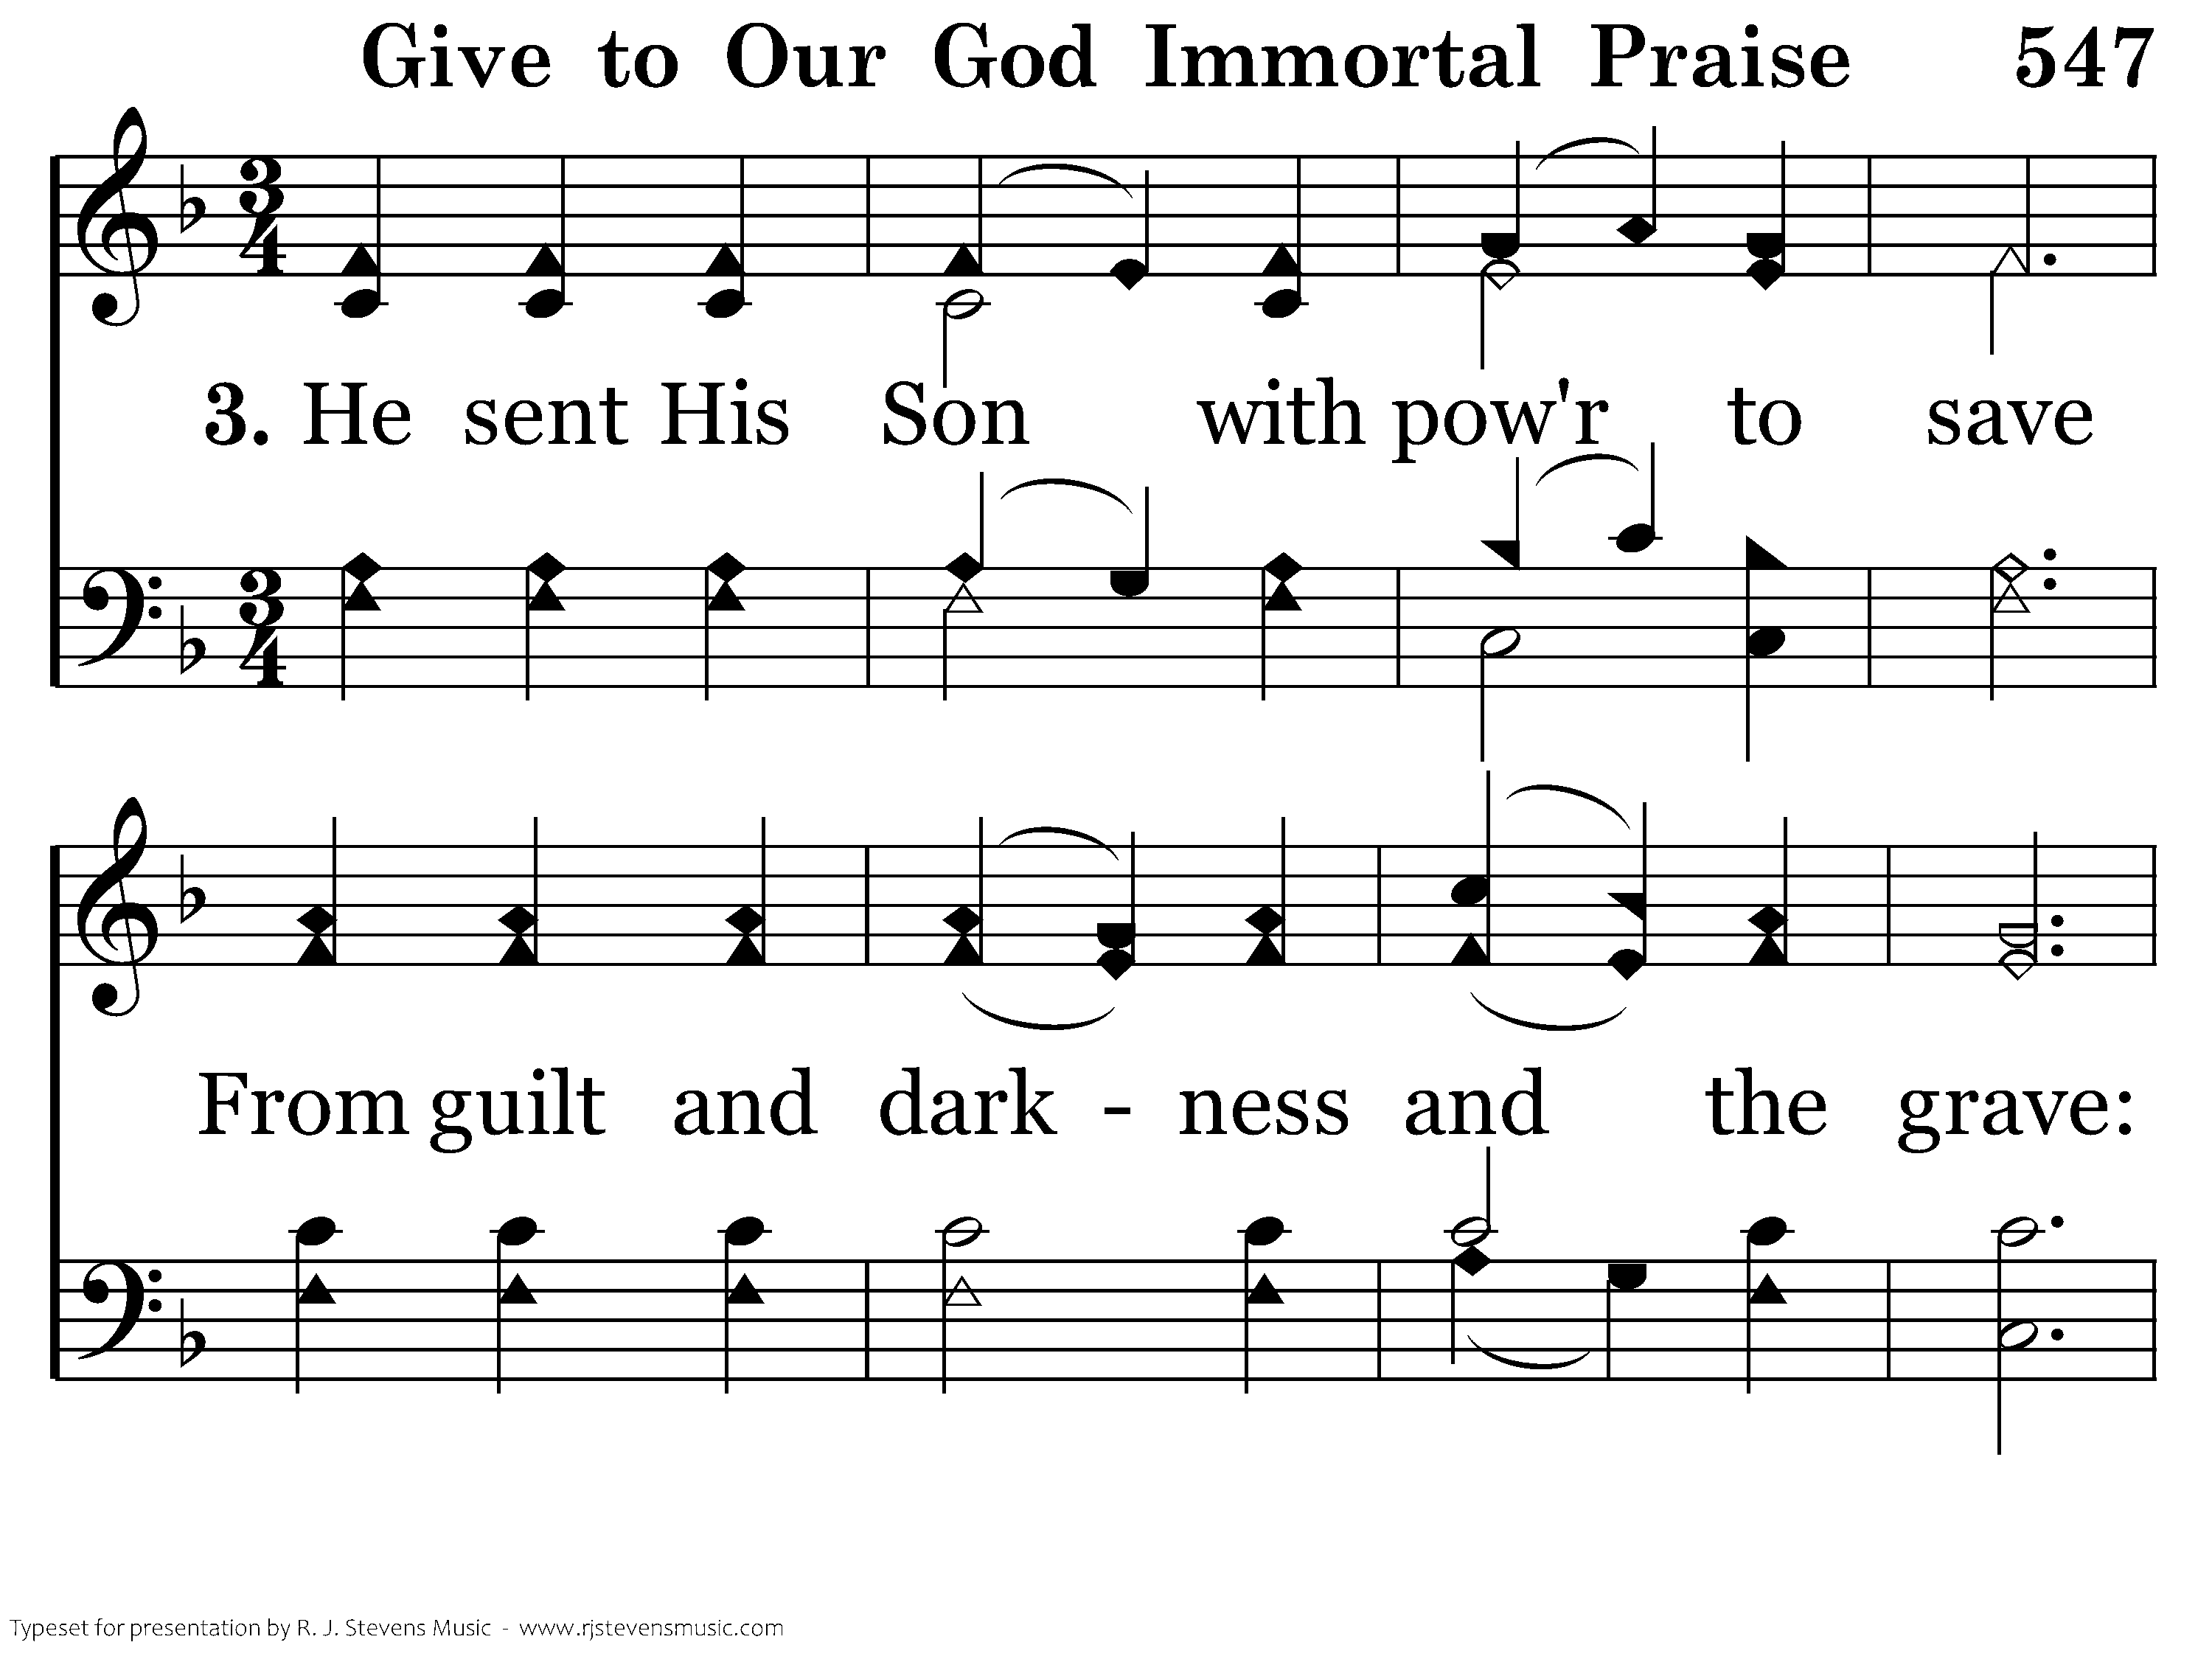 Give to Our God Immortal Praise 547
3. He sent His Son with pow'r to save
From guilt and dark - ness and the grave:
Typeset for presentation by R. J. Stevens Music - www.rjstevensmusic.com